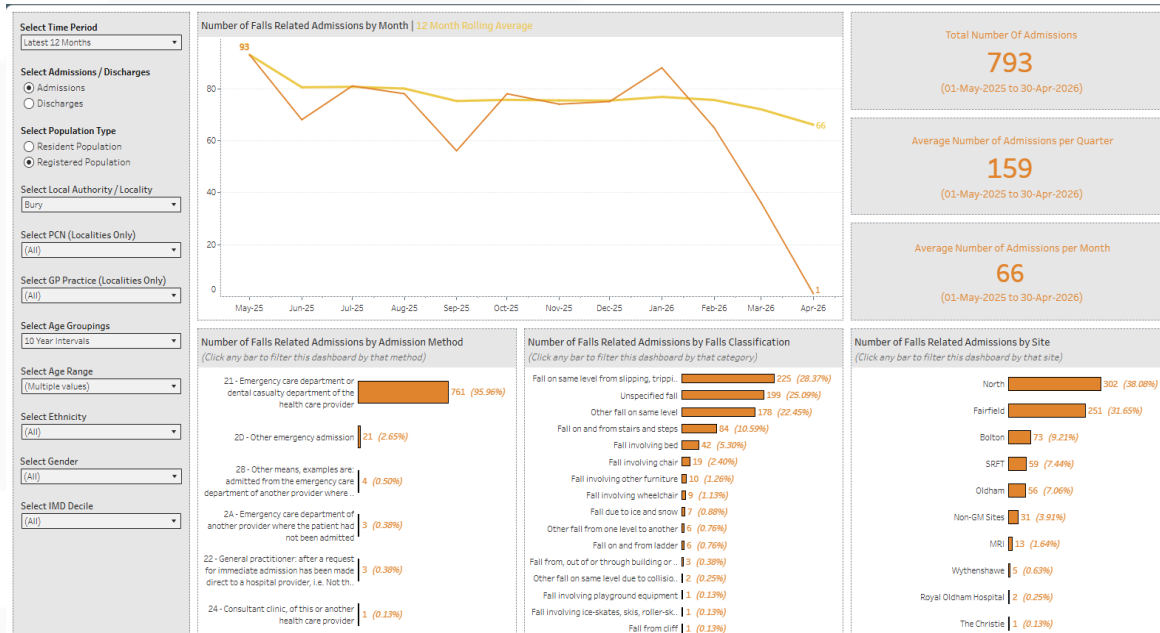 Select Time Period
Latest 12 Months
Select Admissions / Discharges
Admissions
Discharges
Select Population Type
Resident Population
Registered Population
Select Local Authority / Locality
Bury
Select PCN (Localities Only)
(All)
Select GP Practice (Localities Only)
(All)
Select Age Groupings
10 Year Intervals
Select Age Range
(Multiple values)
Select Ethnicity
(All)
Select Gender
(All)
Select IMD Decile
(All)
Number of Falls Related Admissions by Month | 12 Month Rolling Average
93
80
60
40
20
0
66
1
May-25 Jun-25 Jul-25 Aug-25 Sep-25 Oct-25 Nov-25 Dec-25 Jan-26 Feb-26 Mar-26 Apr-26
Total Number Of Admissions
793
(01-May-2025 to 30-Apr-2026)
Average Number of Admissions per Quarter
159
(01-May-2025 to 30-Apr-2026)
Average Number of Admissions per Month
66
(01-May-2025 to 30-Apr-2026)
Number of Falls Related Admissions by Admission Method
(Click any bar to filter this dashboard by that method)
21 - Emergency care department or
dental casualty department of the
health care provider
761 (95.96%)
2D - Other emergency admission 21 (2.65%)
28 - Other means, examples are:
admitted from the emergency care
department of another provider where ..
4 (0.50%)
2A - Emergency care department of
another provider where the patient had
not been admitted
3 (0.38%)
22 - General practitioner: after a request
for immediate admission has been made
direct to a hospital provider, i.e. Not th..
3 (0.38%)
24 - Consultant clinic, of this or another
health care provider
1 (0.13%)
Number of Falls Related Admissions by Falls Classification
(Click any bar to filter this dashboard by that category)
Fall on same level from slipping, trippi.. 225 (28.37%)
Unspecified fall 199 (25.09%)
Other fall on same level 178 (22.45%)
Fall on and from stairs and steps 84 (10.59%)
Fall involving bed 42 (5.30%)
Fall involving chair 19 (2.40%)
Fall involving other furniture 10 (1.26%)
Fall involving wheelchair 9 (1.13%)
Fall due to ice and snow 7 (0.88%)
Other fall from one level to another 6 (0.76%)
Fall on and from ladder 6 (0.76%)
Fall from, out of or through building or .. 3 (0.38%)
Other fall on same level due to collisio.. 2 (0.25%)
Fall involving playground equipment 1 (0.13%)
Fall involving ice-skates, skis, roller-sk.. 1 (0.13%)
Fall from cliff 1 (0.13%)
Number of Falls Related Admissions by Site
(Click any bar to filter this dashboard by that site)
North 302 (38.08%)
Fairfield 251 (31.65%)
Bolton 73 (9.21%)
SRFT 59 (7.44%)
Oldham 56 (7.06%)
Non-GM Sites 31 (3.91%)
MRI 13 (1.64%)
Wythenshawe 5 (0.63%)
Royal Oldham Hospital 2 (0.25%)
The Christie 1 (0.13%)